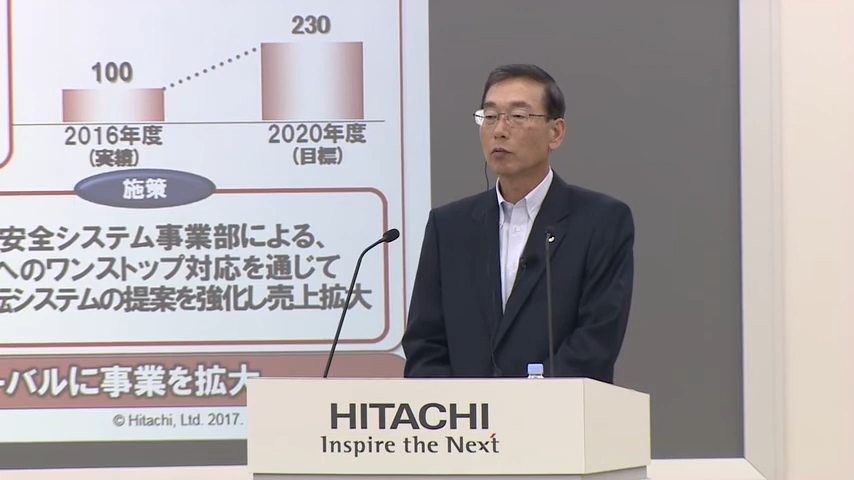 230
100
2016年度
2020年度
(実績)
(目標)
施策
安全システム事業部による、
へのワンストップ対応を通じて
システムの提案を強化し売上拡大
ーバルに事業を拡大
© Hitachi, Ltd. 2017.
HITACHI
Inspire the Next